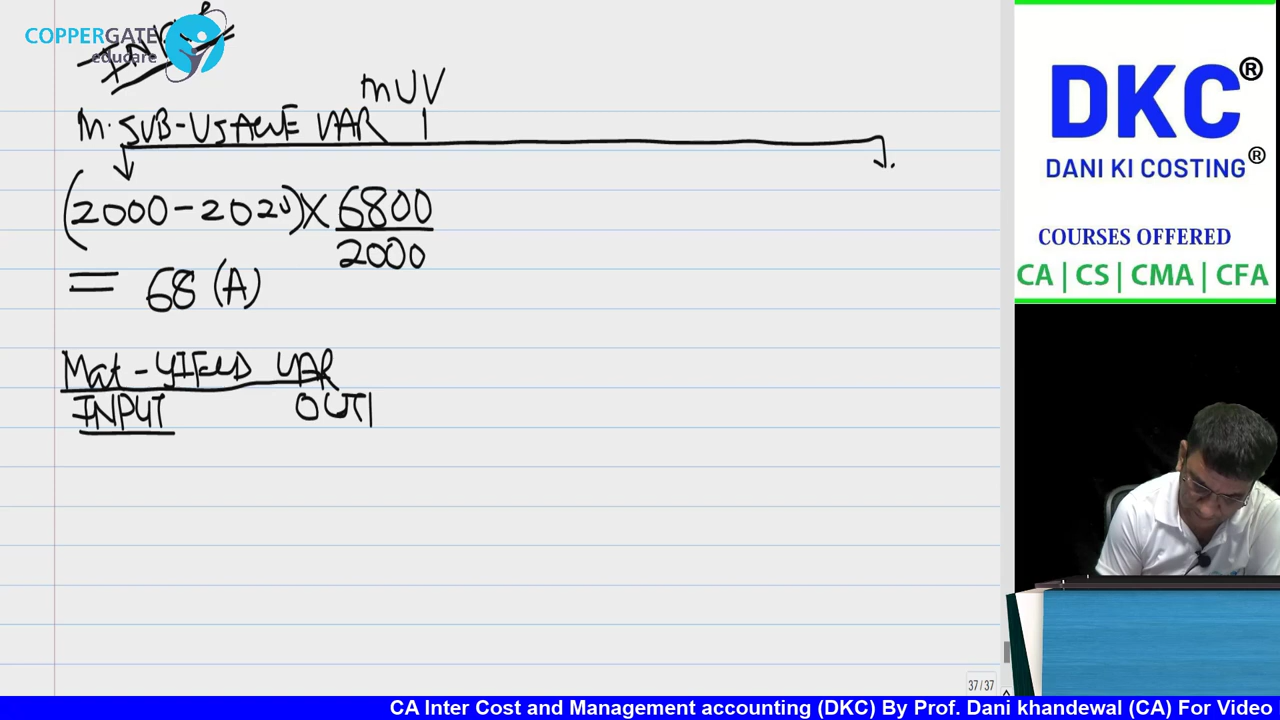 COPPERGATE
educare
MUV
M. SUB-USAGE VAR
(2000-2020) X 6800
2000
= 68 (A)
Mat - YIELD VAR
INPUT OUT
37/37
DKC®
DANI KI COSTING®
COURSES OFFERED
CA | CS | CMA | CFA
CA Inter Cost and Management accounting (DKC) By Prof. Dani khandewal (CA) For Video